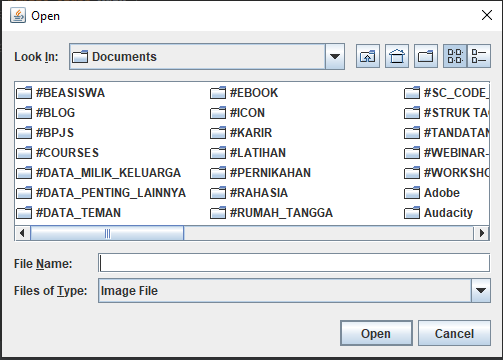 Open
Look In: Documents
#BEASISWA #EBOOK #SC_CODE_
#BLOG #ICON #STRUK TA
#BPJS #KARIR #TANDATAN
#COURSES #LATIHAN #WEBINAR-
#DATA_MILIK_KELUARGA #PERNIKAHAN #WORKSHO
#DATA_PENTING_LAINNYA #RAHASIA Adobe
#DATA_TEMAN #RUMAH_TANGGA Audacity
File Name:
Files of Type: Image File
Open Cancel